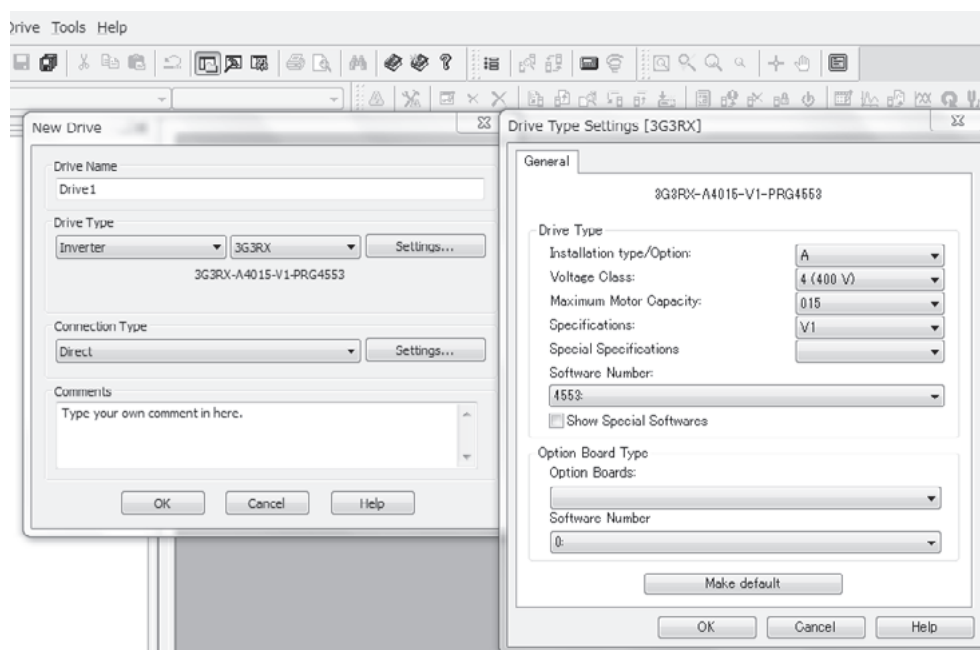 Drive Tools Help
New Drive
Drive Name
Drive1
Drive Type
Inverter 3G3RX Settings...
3G3RX-A4015-V1-PRG4553
Connection Type
Direct Settings...
Comments
Type your own comment in here.
OK Cancel Help
Drive Type Settings [3G3RX]
General
3G3RX-A4015-V1-PRG4553
Drive Type
Installation type/Option: A
Voltage Class: 4 (400 V)
Maximum Motor Capacity: 015
Specifications: V1
Special Specifications
Software Number:
4553:
Show Special Softwares
Option Board Type
Option Boards:
Software Number
0:
Make default
OK Cancel Help